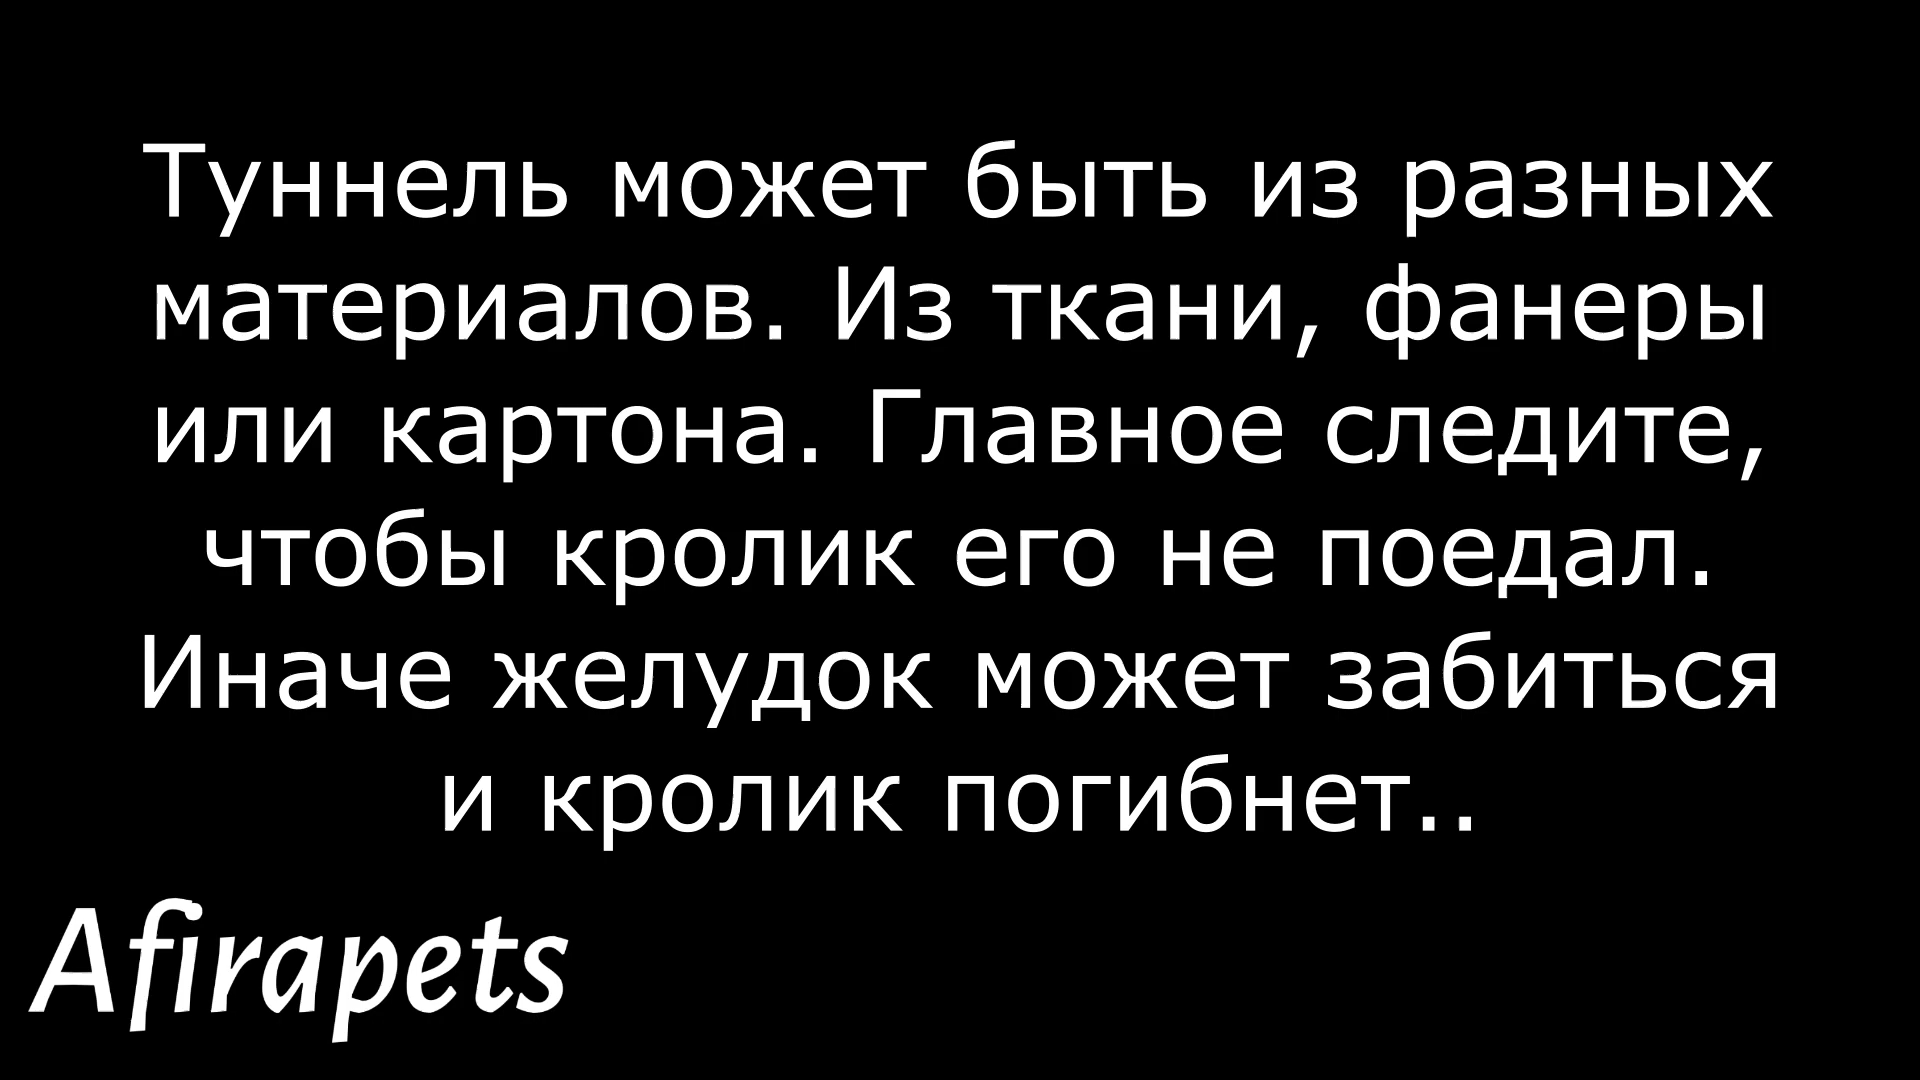 Туннель может быть из разных
материалов. Из ткани, фанеры
или картона. Главное следите,
чтобы кролик его не поедал.
Иначе желудок может забиться
и кролик погибнет..
Afirapets